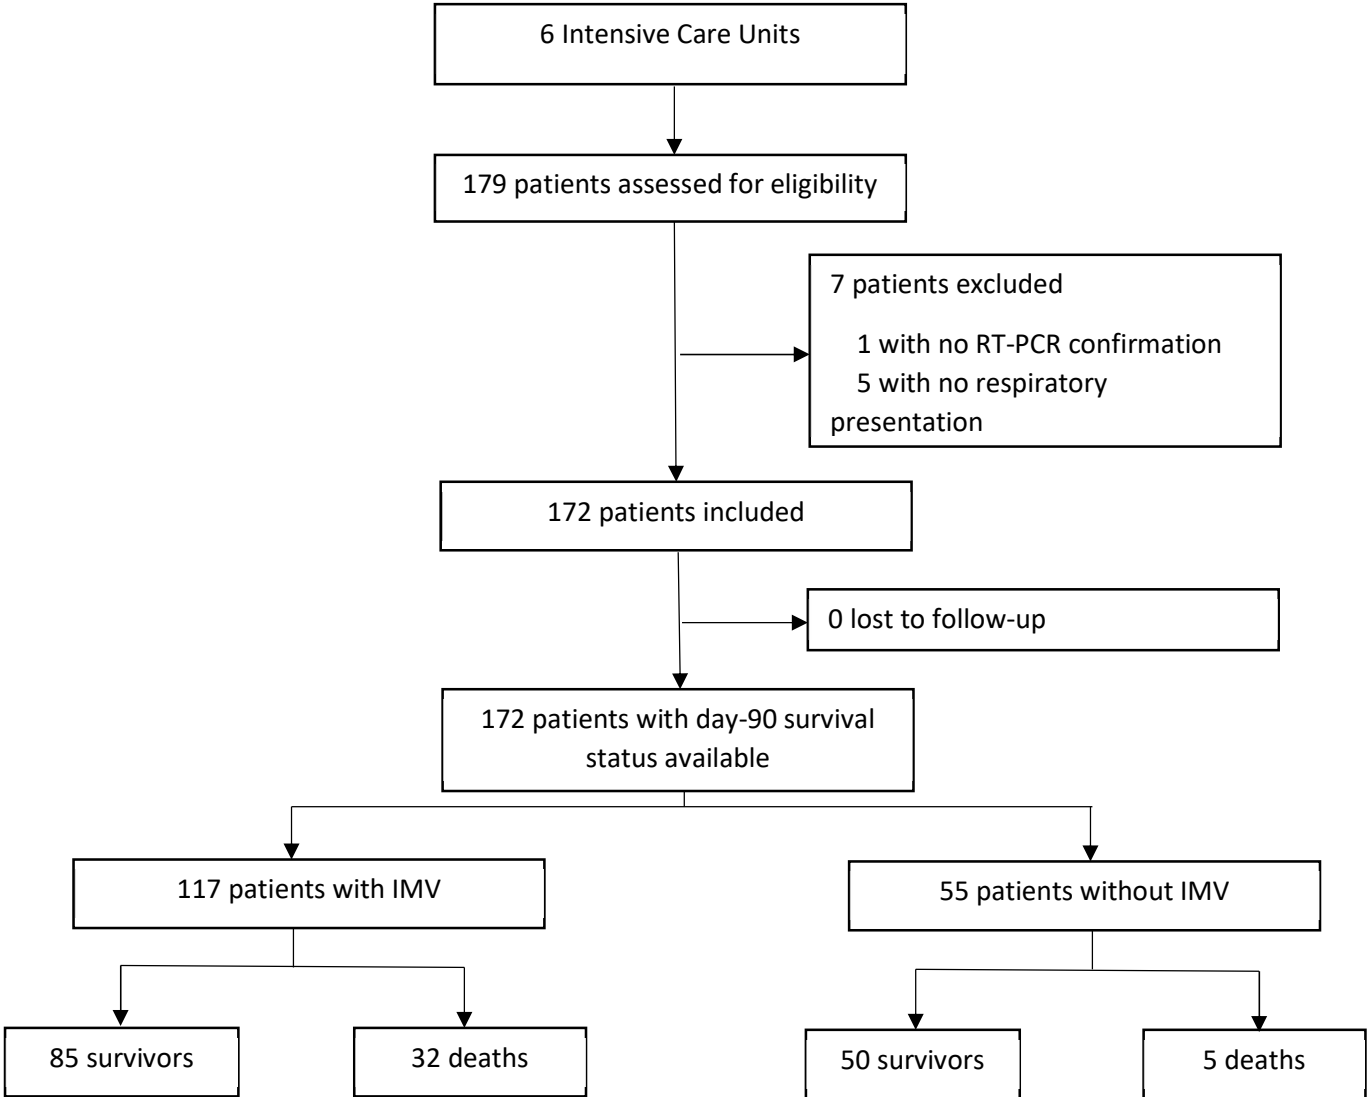 6 Intensive Care Units
179 patients assessed for eligibility
7 patients excluded
1 with no RT-PCR confirmation
5 with no respiratory
presentation
172 patients included
0 lost to follow-up
172 patients with day-90 survival
status available
117 patients with IMV
55 patients without IMV
85 survivors
32 deaths
50 survivors
5 deaths